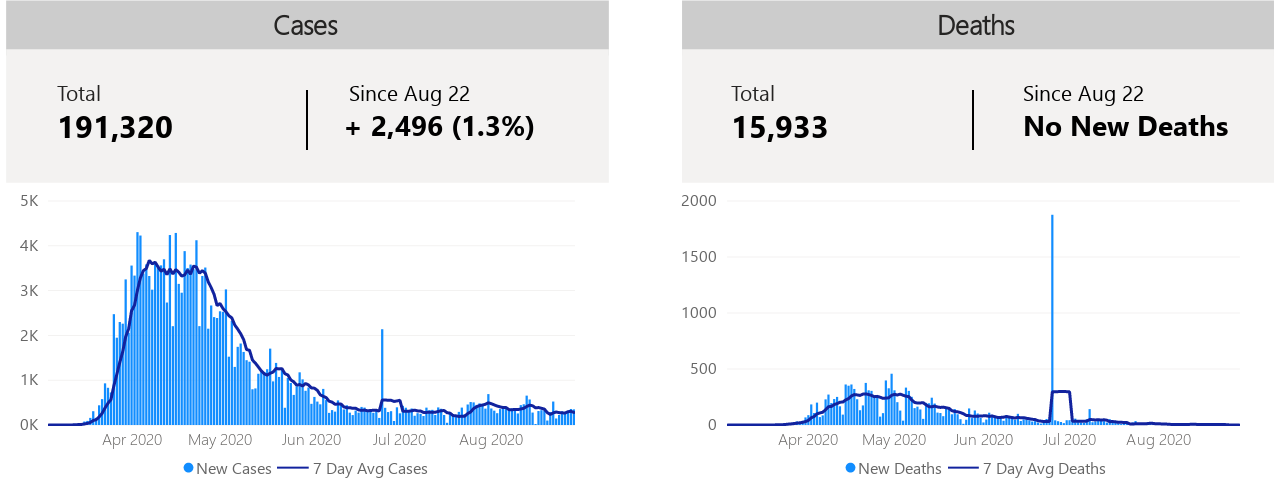 Cases
Total
191,320
Since Aug 22
+ 2,496 (1.3%)
5K
4K
3K
2K
1K
0K
Apr 2020
May 2020
Jun 2020
Jul 2020
Aug 2020
New Cases
7 Day Avg Cases
Deaths
Total
15,933
Since Aug 22
No New Deaths
2000
1500
1000
500
0
Apr 2020
May 2020
Jun 2020
Jul 2020
Aug 2020
New Deaths
7 Day Avg Deaths